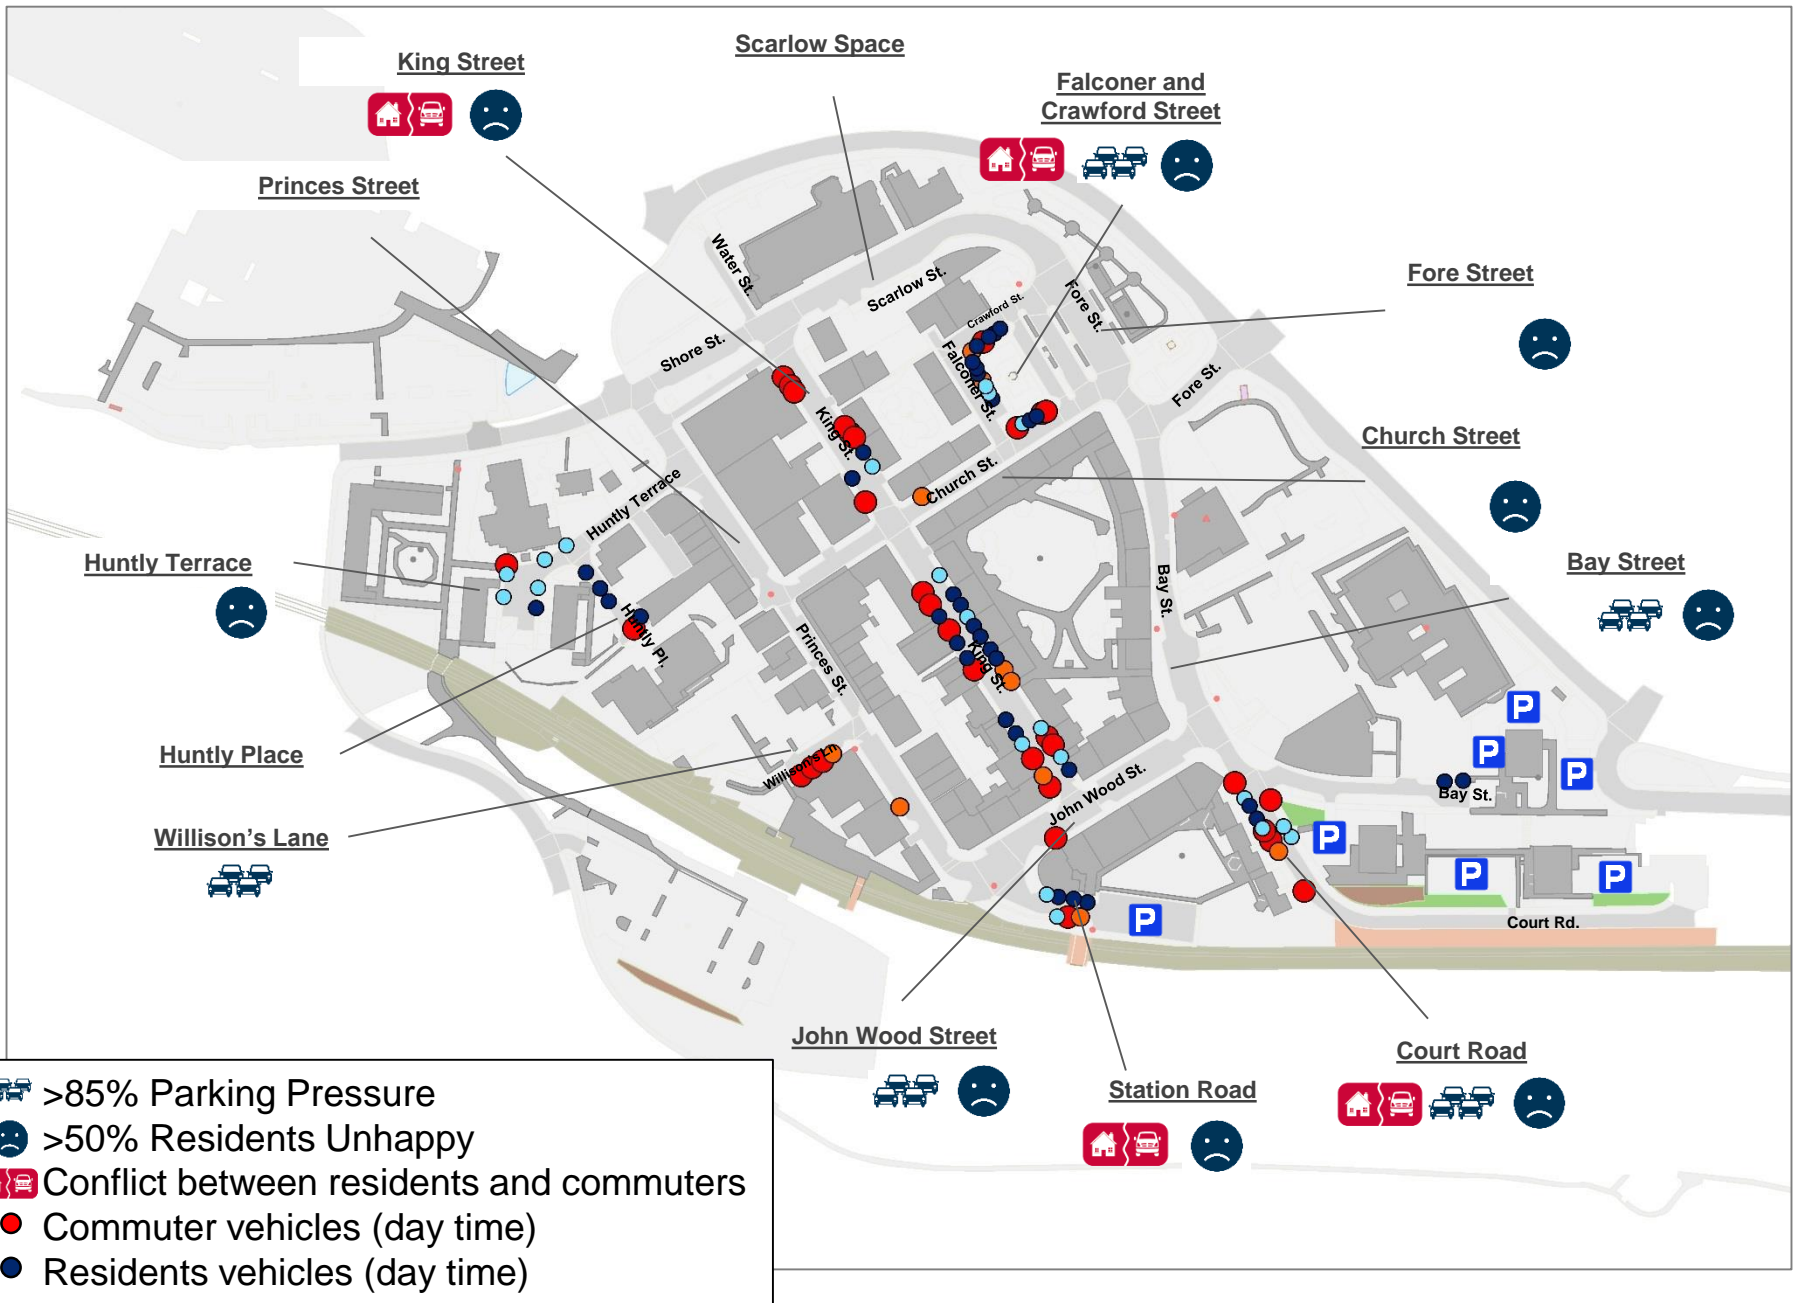 Scarlow Space
King Street
Falconer and
Crawford Street
Princes Street
Water St.
Scarlow St.
Fore Street
Fore St.
Crawford St.
Shore St.
Falconer St.
Fore St.
King St.
Church Street
Church St.
Huntly Terrace
Huntly Terrace
Bay Street
Bay St.
Huntly Pl.
Princes St.
King St.
P
Huntly Place
P
Willison's Ln
P
John Wood St.
Bay St.
Willison's Lane
P
P
P
P
Court Rd.
John Wood Street
Court Road
Station Road
>85% Parking Pressure
>50% Residents Unhappy
Conflict between residents and commuters
Commuter vehicles (day time)
Residents vehicles (day time)